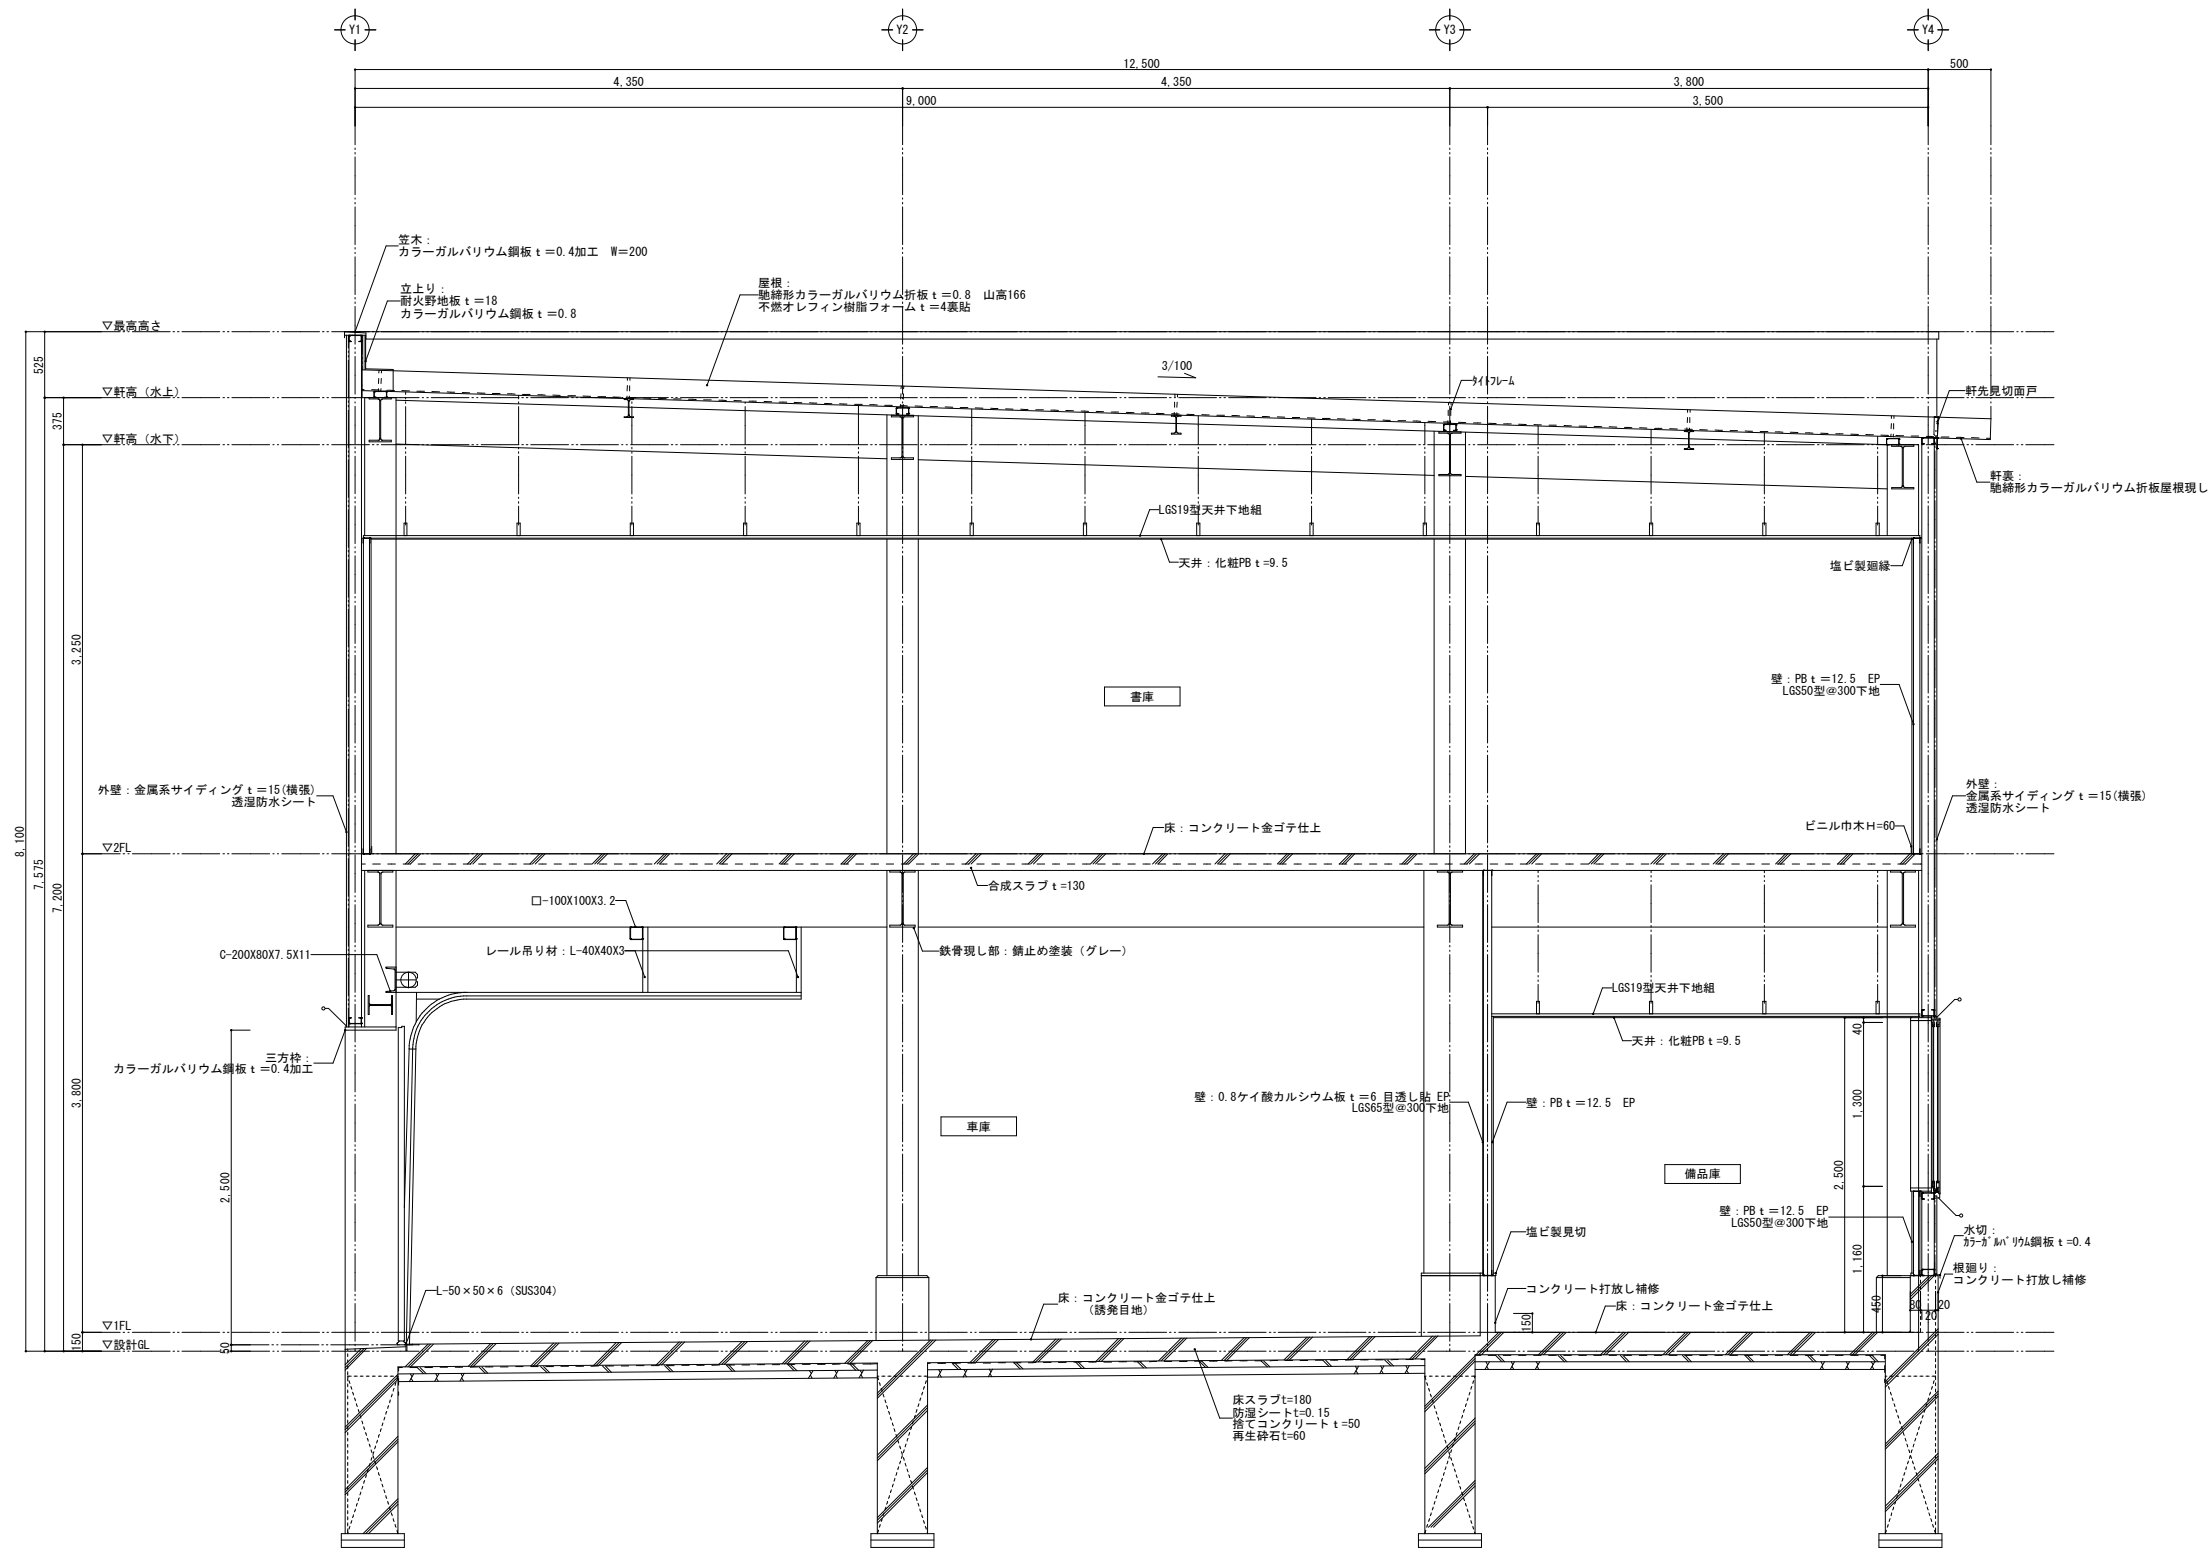 Y1
Y2
Y3
Y4
12,500
500
4,350
4,350
3,800
9,000
3,500
笠木：
カラーガルバリウム鋼板ｔ＝0.4加工　W=200
立上り：
耐火野地板ｔ＝18
カラーガルバリウム鋼板ｔ＝0.8
屋根：
馳締形カラーガルバリウム折板ｔ＝0.8　山高166
不燃オレフィン樹脂フォームｔ＝4裏貼
▽最高高さ
525
3/100
ﾀｲﾄﾌﾚｰﾑ
▽軒高（水上）
軒先見切面戸
375
▽軒高（水下）
軒裏：
馳締形カラーガルバリウム折板屋根現し
LGS19型天井下地組
天井：化粧PBｔ=9.5
塩ビ製廻縁
3,250
壁：PBｔ＝12.5　EP
LGS50型@300下地
書庫
外壁：金属系サイディングｔ＝15(横張)
透湿防水シート
外壁：
金属系サイディングｔ＝15(横張)
透湿防水シート
8,100
7,575
7,200
床：コンクリート金ゴテ仕上
ビニル巾木H=60
▽2FL
合成スラブｔ=130
□-100X100X3.2
C-200X80X7.5X11
レール吊り材：L-40X40X3
鉄骨現し部：錆止め塗装（グレー）
LGS19型天井下地組
天井：化粧PBｔ=9.5
40
三方枠：
カラーガルバリウム鋼板ｔ＝0.4加工
3,800
2,500
壁：0.8ケイ酸カルシウム板ｔ＝6 目透し貼 EP
LGS65型@300下地
壁：PBｔ＝12.5　EP
1,300
車庫
2,500
備品庫
壁：PBｔ＝12.5　EP
LGS50型@300下地
塩ビ製見切
水切：
ｶﾗｰｶﾞﾙﾊﾞﾘｳﾑ鋼板ｔ=0.4
1,160
根廻り：
コンクリート打放し補修
L-50×50×6（SUS304）
床：コンクリート金ゴテ仕上
（誘発目地）
コンクリート打放し補修
床：コンクリート金ゴテ仕上
450
20
120
150
▽1FL
150
▽設計GL
50
床スラブt=180
防湿シートt=0.15
捨てコンクリートｔ=50
再生砕石t=60